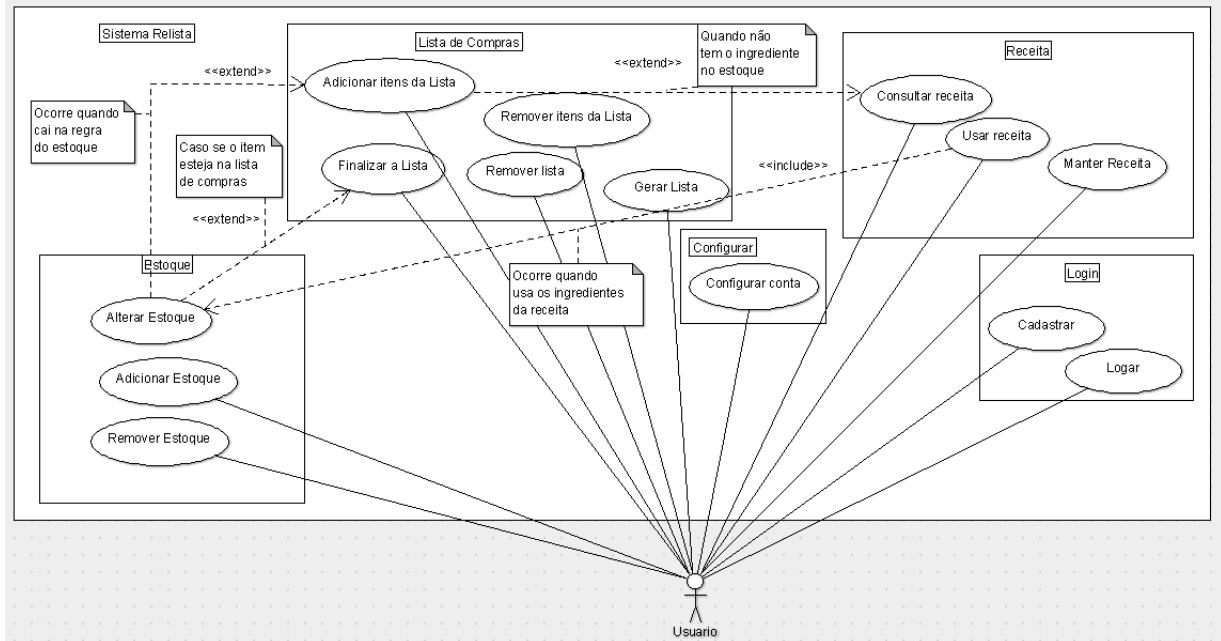 Sistema Relista
Lista de Compras
Quando não
tem o ingrediente
no estoque
Receita
<<extend>>
<<extend>>
Adicionar itens da Lista
Consultar receita
Ocorre quando
cai na regra
do estoque
Remover itens da Lista
Usar receita
Caso se o item
esteja na lista
de compras
Finalizar a Lista
Remover lista
<<include>>
Manter Receita
Gerar Lista
<<extend>>
Configurar
Estoque
Ocorre quando
usa os ingredientes
da receita
Configurar conta
Login
Alterar Estoque
Cadastrar
Adicionar Estoque
Logar
Remover Estoque
Usuario